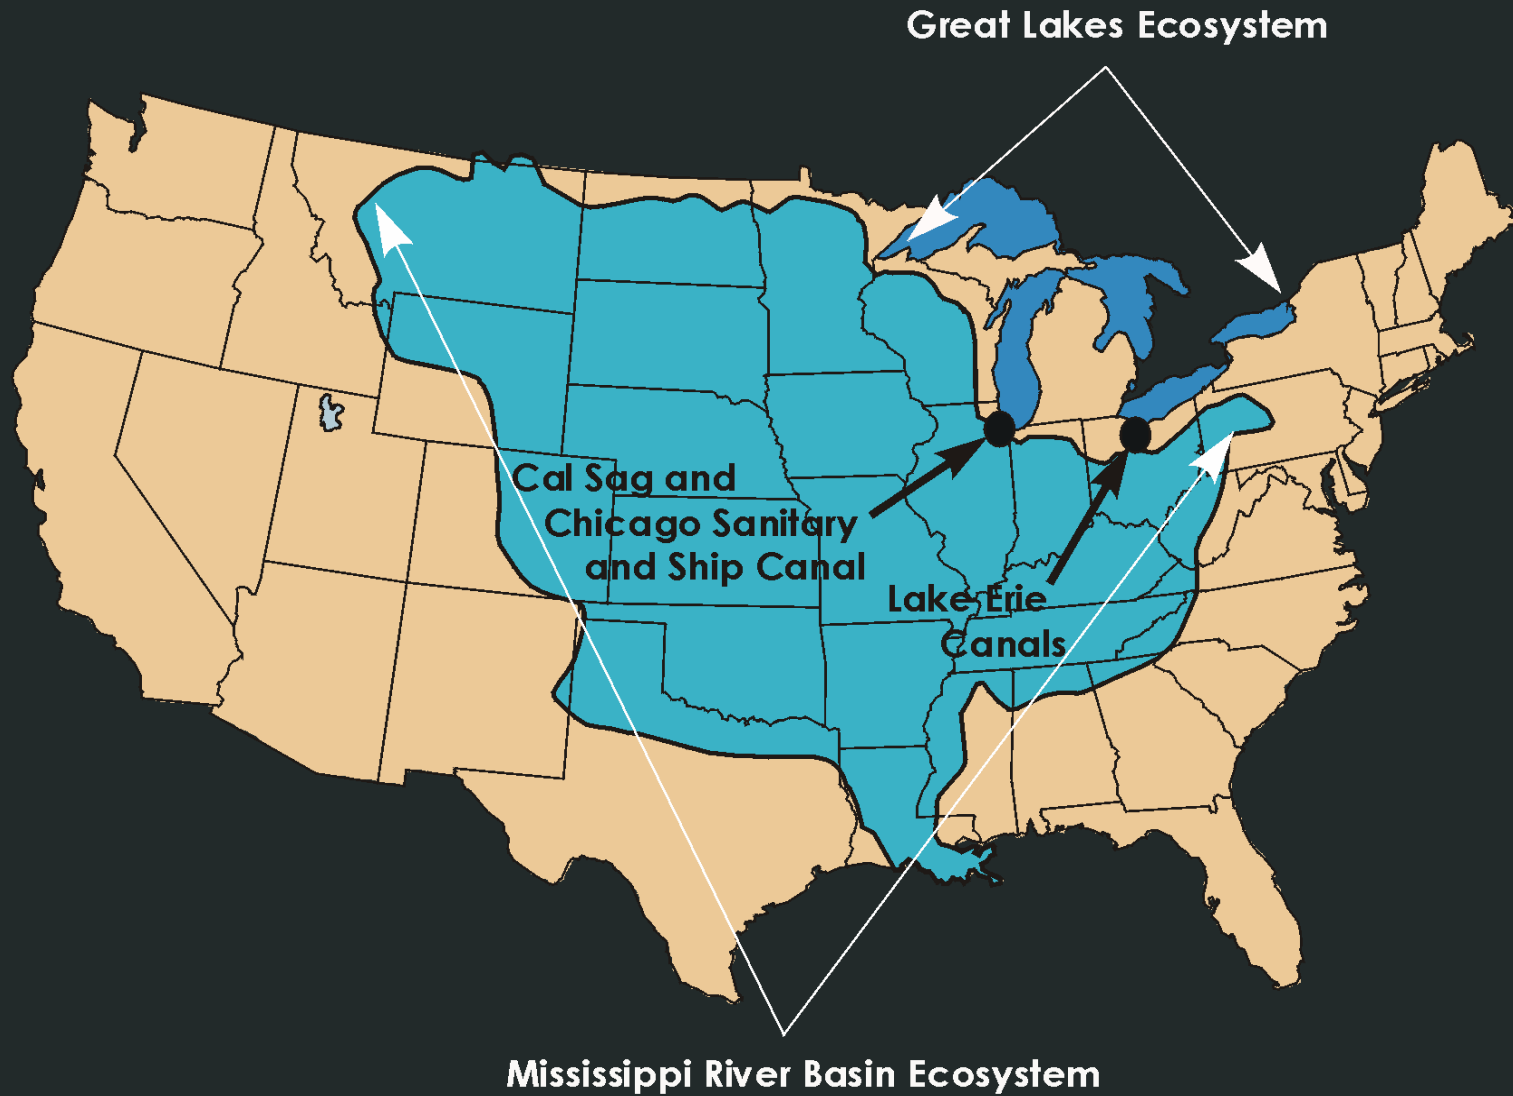 Great Lakes Ecosystem
Cal Sag and
Chicago Sanitary
and Ship Canal
Lake Erie
Canals
Mississippi River Basin Ecosystem